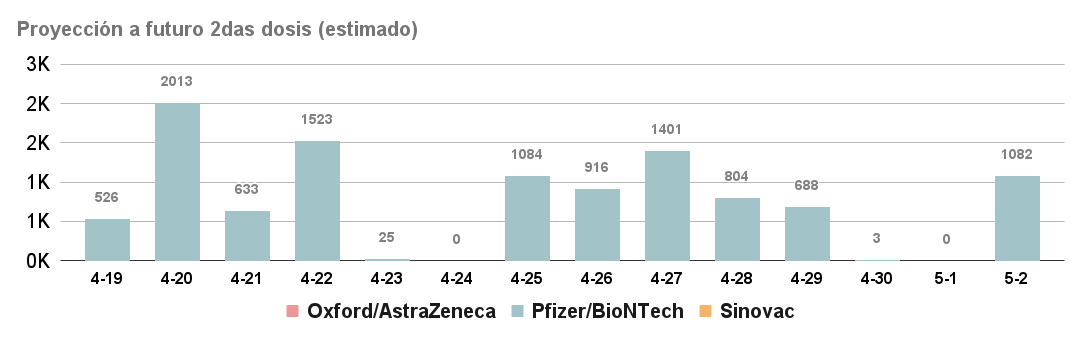 Proyección a futuro 2das dosis (estimado)
3K
2K
2K
1K
1K
0K
526
2013
633
1523
25
0
1084
916
1401
804
688
3
0
1082
4-19 4-20 4-21 4-22 4-23 4-24 4-25 4-26 4-27 4-28 4-29 4-30 5-1 5-2
Oxford/AstraZeneca Pfizer/BioNTech Sinovac